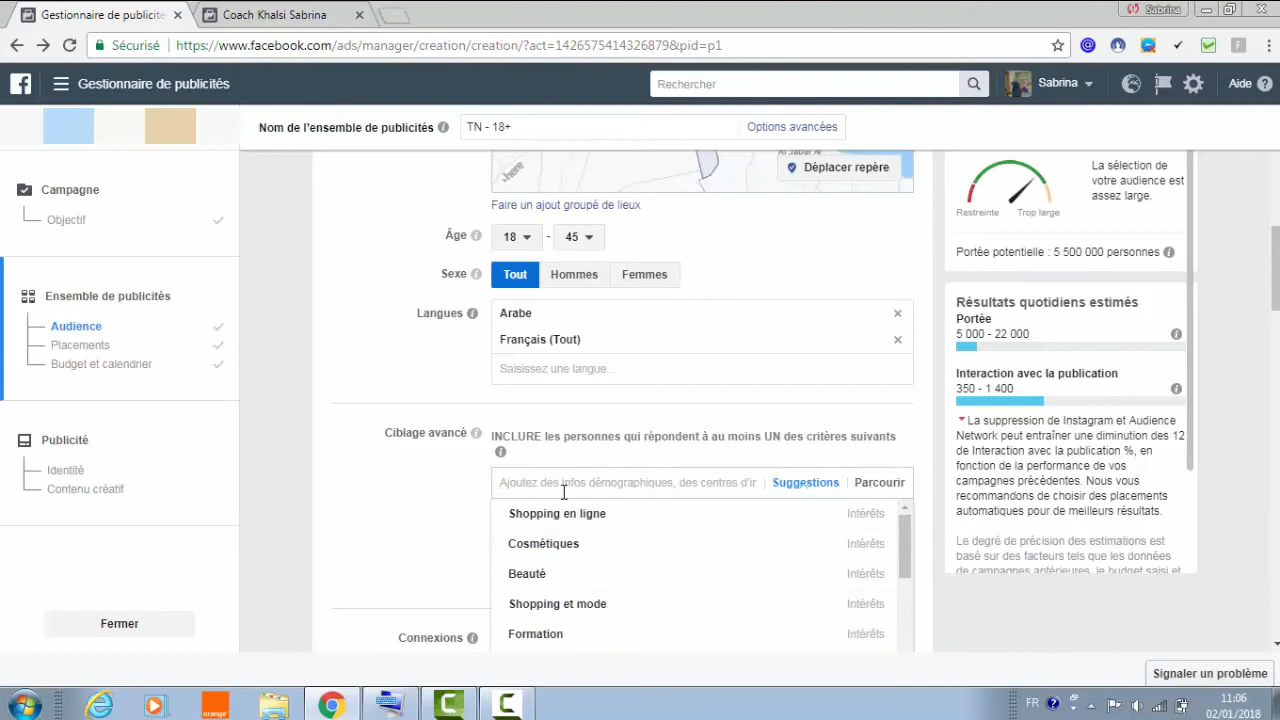 Gestionnaire de publicité
Coach Khalsi Sabrina
Sabrina
Sécurisé
https://www.facebook.com/ads/manager/creation/creation/?act=1426575414326879&pid=p1
Gestionnaire de publicités
Rechercher
Sabrina
Aide
Nom de l'ensemble de publicités
TN - 18+
Options avancées
Campagne
Objectif
Ensemble de publicités
Audience
Placements
Budget et calendrier
Publicité
Identité
Contenu créatif
Fermer
here
Déplacer repère
Faire un ajout groupé de lieux
Âge
18
-
45
Sexe
Tout
Hommes
Femmes
Langues
Arabe
Français (Tout)
Saisissez une langue...
Ciblage avancé
INCLURE les personnes qui répondent à au moins UN des critères suivants
Ajoutez des infos démographiques, des centres d'ir
Suggestions
Parcourir
Shopping en ligne
Intérêts
Cosmétiques
Intérêts
Beauté
Intérêts
Shopping et mode
Intérêts
Formation
Intérêts
Connexions
Restreinte
Trop large
La sélection de
votre audience est
assez large.
Portée potentielle : 5 500 000 personnes
Résultats quotidiens estimés
Portée
5 000 - 22 000
Interaction avec la publication
350 - 1 400
La suppression de Instagram et Audience
Network peut entraîner une diminution des 12
de Interaction avec la publication %, en
fonction de la performance de vos
campagnes précédentes. Nous vous
recommandons de choisir des placements
automatiques pour de meilleurs résultats.
Le degré de précision des estimations est
basé sur des facteurs tels que les données
de campagnes antérieures, le budget saisi et
Signaler un problème
orange
FR
11:06
02/01/2018